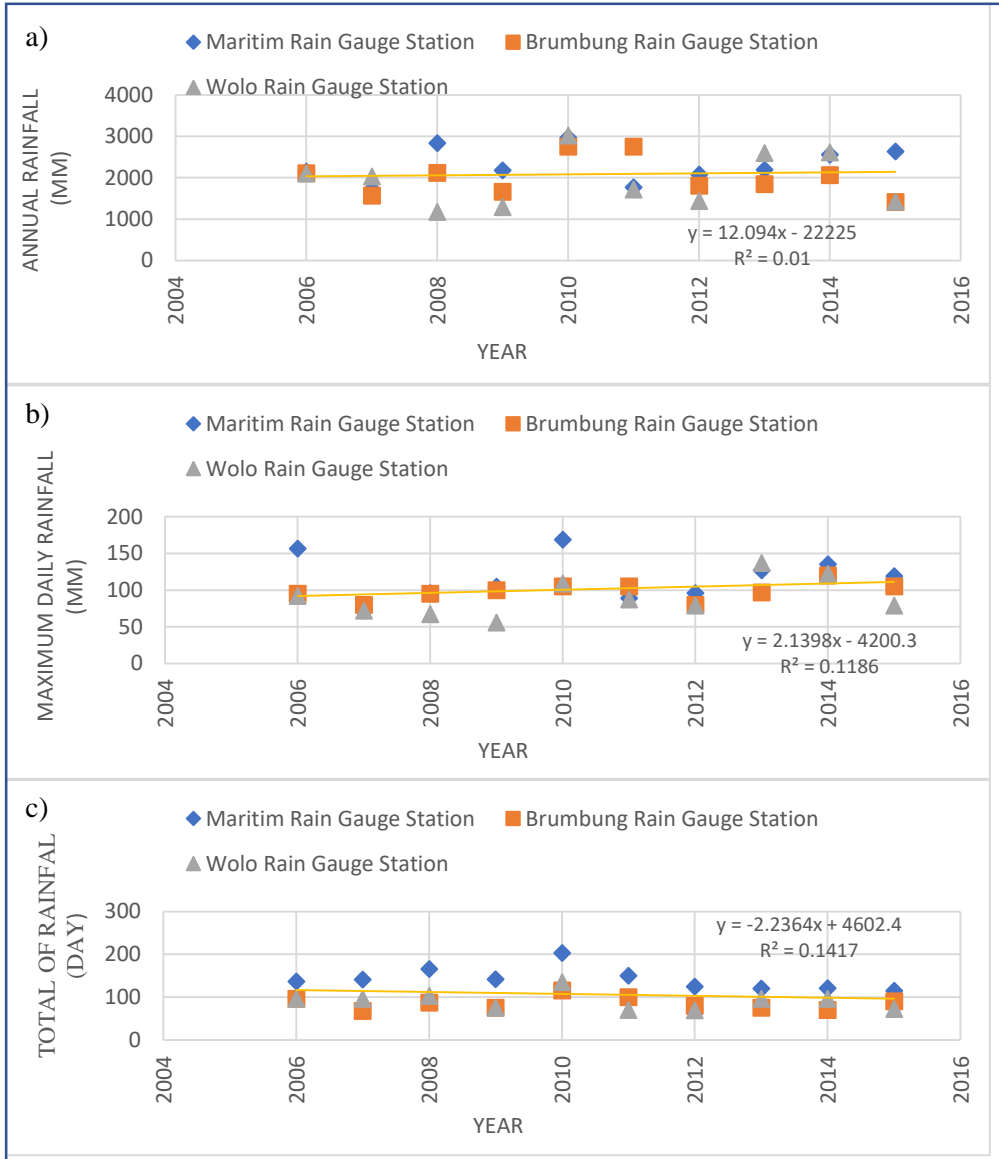 a)
Maritim Rain Gauge Station
Brumbung Rain Gauge Station
Wolo Rain Gauge Station
ANNUAL RAINFALL
(MM)
4000
3000
2000
1000
0
y = 12.094x - 22225
R² = 0.01
2004
2006
2008
2010
2012
2014
2016
YEAR
b)
Maritim Rain Gauge Station
Brumbung Rain Gauge Station
Wolo Rain Gauge Station
MAXIMUM DAILY RAINFALL
(MM)
200
150
100
50
0
y = 2.1398x - 4200.3
R² = 0.1186
2004
2006
2008
2010
2012
2014
2016
YEAR
c)
Maritim Rain Gauge Station
Brumbung Rain Gauge Station
Wolo Rain Gauge Station
TOTAL OF RAINFAL
(DAY)
300
200
100
0
y = -2.2364x + 4602.4
R² = 0.1417
2004
2006
2008
2010
2012
2014
2016
YEAR